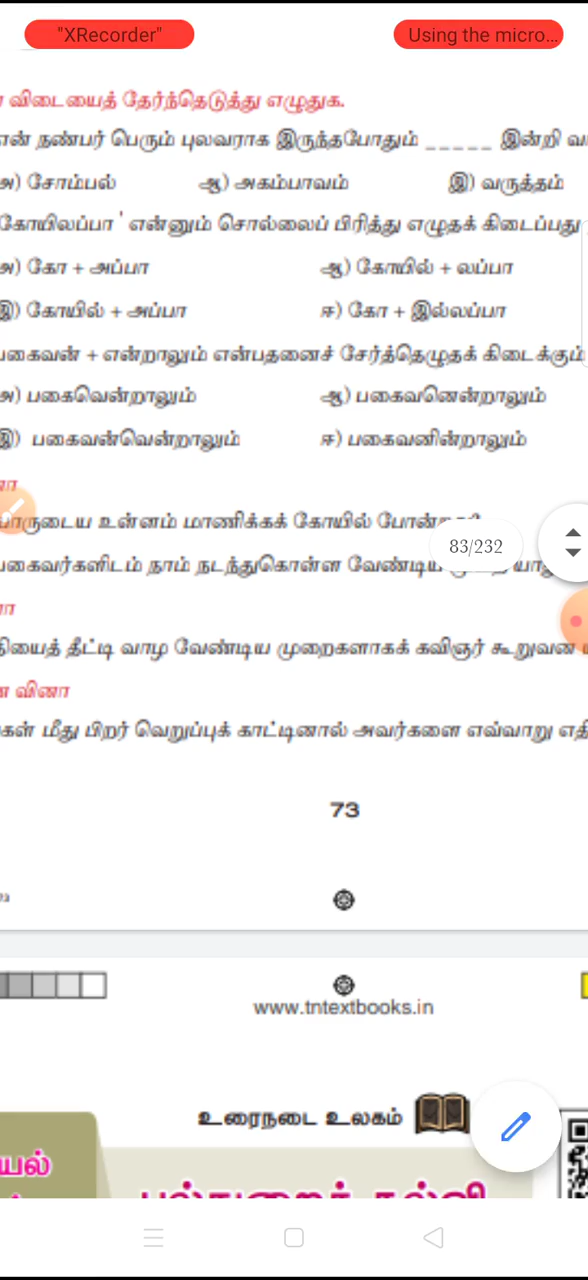 "XRecorder" Using the micro...
விடையைத் தேர்ந்தெடுத்து எழுதுக.
என் நண்பர் பெரும் புலவராக இருந்தபோதும் _ _ _ _ _ இன்றி
அ) சோம்பல் ஆ) அகம்பாவம் இ) வருத்தம்
கோயிலப்பா ' என்னும் சொல்லைப் பிரித்து எழுதக் கிடைப்பது
அ) கோ + அப்பா ஆ) கோயில் + லப்பா
இ) கோயில் + அப்பா ஈ) கோ + இல்லப்பா
பகைவன் + என்றாலும் என்பதனைச் சேர்த்தெழுதக் கிடைக்கும்
அ) பகைவென்றாலும் ஆ) பகைவனென்றாலும்
இ) பகைவன்வென்றாலும் ஈ) பகைவனின்றாலும்
யாருடைய உள்ளம் மாணிக்கக் கோயில்
83/232
பகைவர்களிடம் நாம் நடந்துகொள்ள
தீட்டி வாழ வேண்டிய முறைகளாகக் கவிஞர் கூறுவன
வினா
மீது பிறர் வெறுப்புக் காட்டினால் அவர்களை எவ்வாறு
73
www.tntextbooks.in
உரைநடை உலகம்